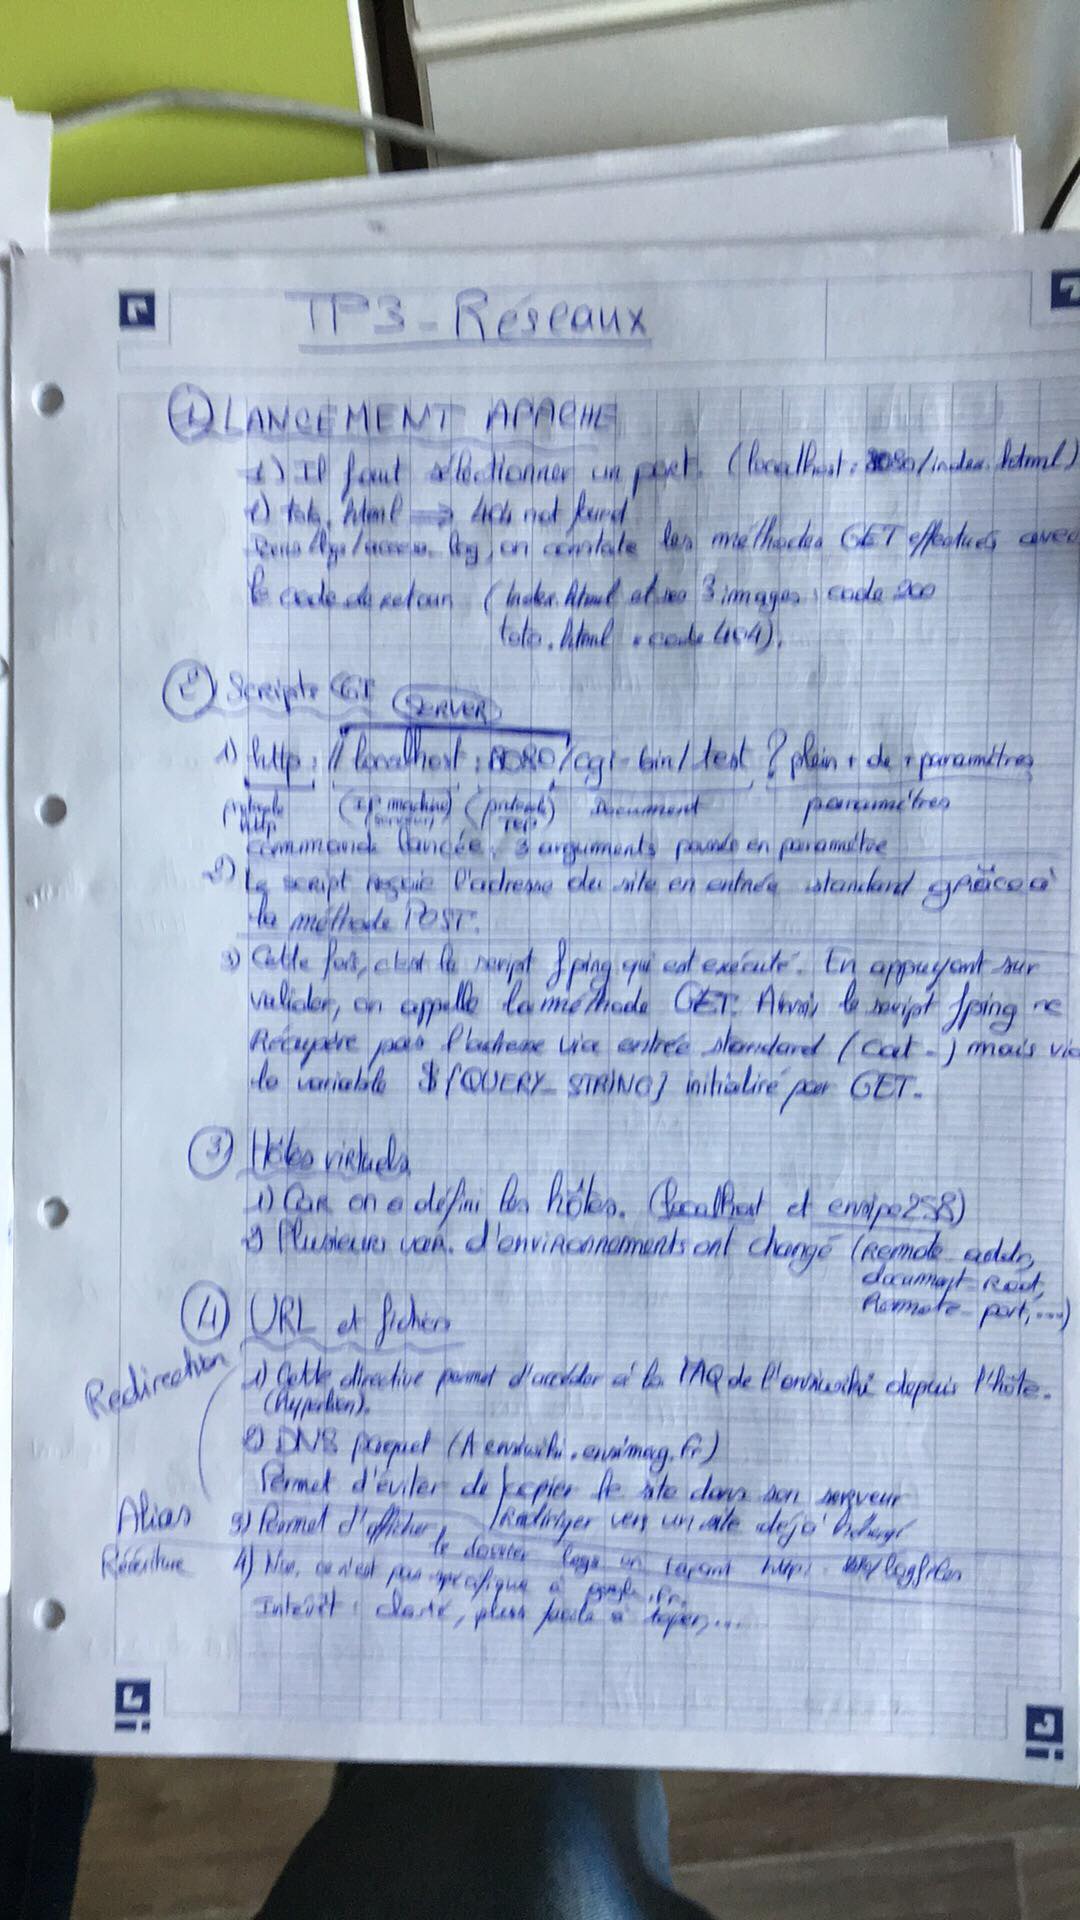 TP3 - Réseaux
① LANCEMENT APACHE
1) Il faut sélectionner un port. (localhost: 8080/index.html)
2) toto.html ⟹ 404 not found
Dans logs/access.log, on constate les méthodes GET effectués avec
le code de retour (index.html et ses 3 images: code 200
toto.html : code 404).
② Scripts CGI
SERVER
1) http: // localhost: 8080/cgi-bin/test ? plein + de + paramètres
protocole (IP machine) (protocole Document paramètres
http TCP)
commande lancée: 3 arguments passés en paramètre
2) Le script reçoie l'adresse du site en entrée standard grâce à
la méthode POST.
3) Cette fois, c'est le script fping qui est exécuté. En appuyant sur
valider, on appelle la méthode GET. Ainsi le script fping ne
Récupère pas l'adresse via entrée standard (cat -) mais via
la variable ${QUERY_STRING} initialisé par GET.
③ Hôtes virtuels
1) Car on a défini les hôtes. (localhost et ensipc258)
2) Plusieurs var. d'environnements ont changé (Remote addr,
document-Root,
Remote-port,...)
④ URL et fichiers
Redirection
1) Cette directive permet d'accéder à la FAQ de l'ensiwiki depuis l'hôte.
2) DNS paquet (A ensiwiki.ensimag.fr)
Permet d'éviter de copier le site dans son serveur
/ Rediriger vers un site déjà
Alias 3) Permet d'afficher le dossier logs en tapant http:
Réécriture 4) Non, ce n'est pas spécifique à google.fr.
Intérêt : clarté, plus facile à taper,...